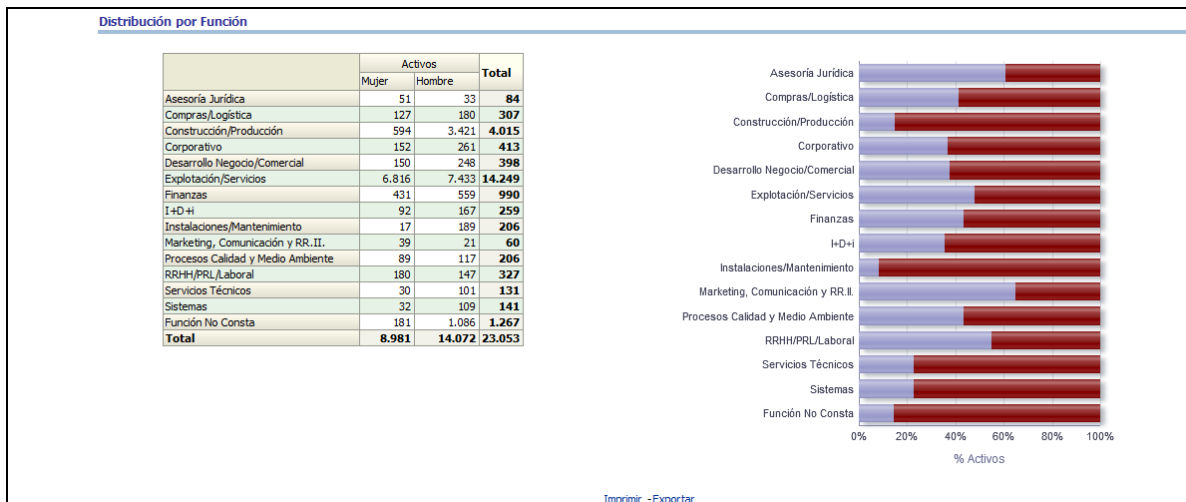 Distribución por Función
Activos Total
Mujer Hombre
Asesoría Jurídica 51 33 84
Compras/Logística 127 180 307
Construcción/Producción 594 3.421 4.015
Corporativo 152 261 413
Desarrollo Negocio/Comercial 150 248 398
Explotación/Servicios 6.816 7.433 14.249
Finanzas 431 559 990
I+D+i 92 167 259
Instalaciones/Mantenimiento 17 189 206
Marketing, Comunicación y RR.II. 39 21 60
Procesos Calidad y Medio Ambiente 89 117 206
RRHH/PRL/Laboral 180 147 327
Servicios Técnicos 30 101 131
Sistemas 32 109 141
Función No Consta 181 1.086 1.267
Total 8.981 14.072 23.053
Asesoría Jurídica
Compras/Logística
Construcción/Producción
Corporativo
Desarrollo Negocio/Comercial
Explotación/Servicios
Finanzas
I+D+i
Instalaciones/Mantenimiento
Marketing, Comunicación y RR.II.
Procesos Calidad y Medio Ambiente
RRHH/PRL/Laboral
Servicios Técnicos
Sistemas
Función No Consta
0% 20% 40% 60% 80% 100%
% Activos
Imprimir - Exportar